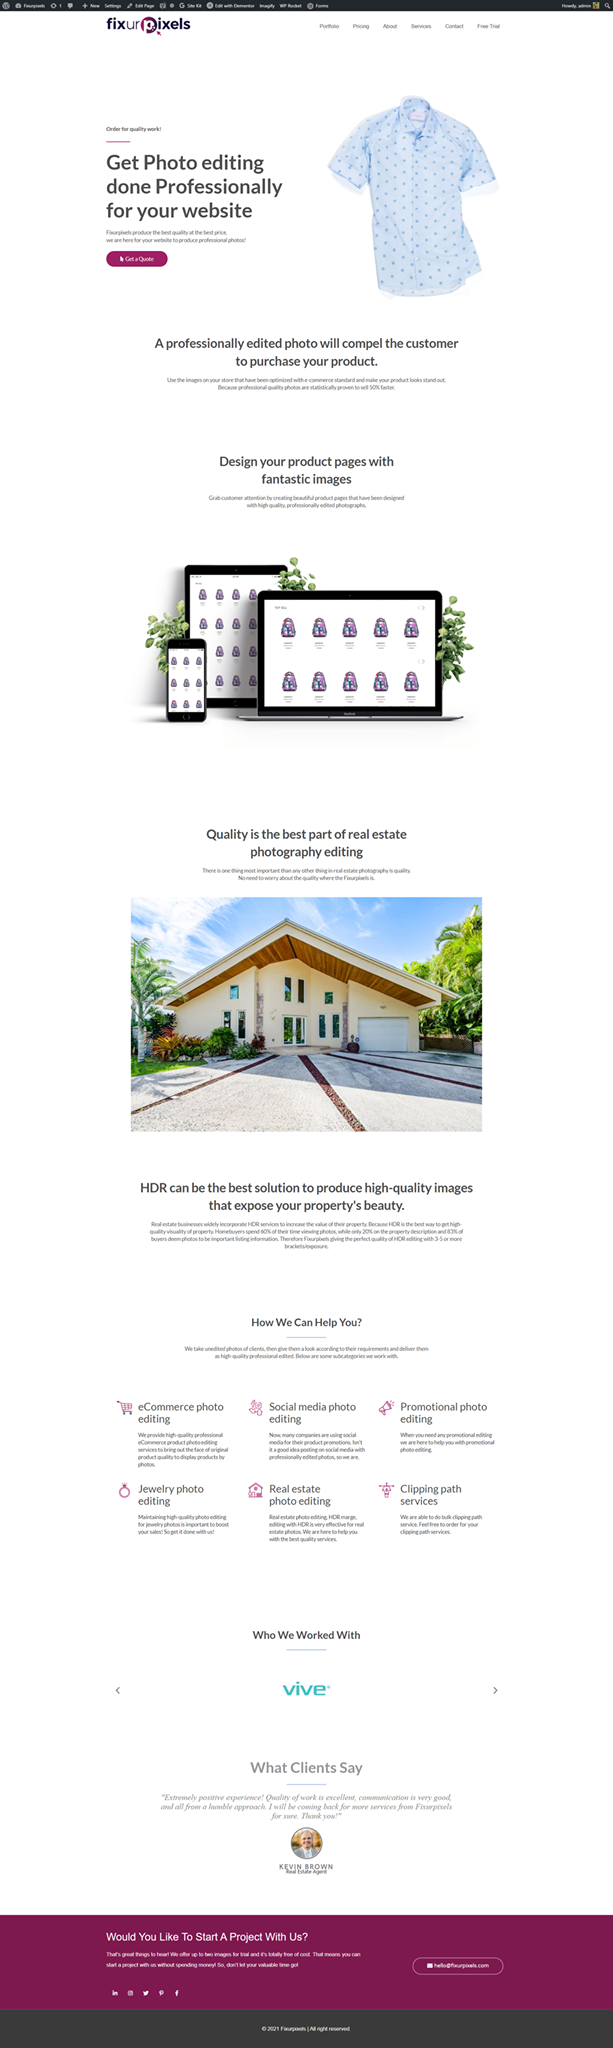 Fixurpixels 1 New Settings Edit Page Site Kit Edit with Elementor Imagify WP Rocket Forms Howdy, admin
fixurpixels
Portfolio Pricing About Services Contact Free Trial
Order for quality work!
Get Photo editing
done Professionally
for your website
Fixurpixels produce the best quality at the best price,
we are here for your website to produce professional photos!
Get a Quote
A professionally edited photo will compel the customer
to purchase your product.
Use the images on your store that have been optimized with e-commerce standard and make your product looks stand out.
Because professional quality photos are statistically proven to sell 50% faster.
Design your product pages with
fantastic images
Grab customer attention by creating beautiful product pages that have been designed
with high quality, professionally edited photographs.
TOP SELL
Quality is the best part of real estate
photography editing
There is one thing most important than any other thing in real estate photography is quality.
No need to worry about the quality where the Fixurpixels is.
HDR can be the best solution to produce high-quality images
that expose your property's beauty.
Real estate businesses widely incorporate HDR services to increase the value of their property. Because HDR is the best way to get high-
quality visuality of property. Homebuyers spend 60% of their time viewing photos, while only 20% on the property description and 83% of
buyers deem photos to be important listing information. Therefore Fixurpixels giving the perfect quality of HDR editing with 3-5 or more
brackets/exposure.
How We Can Help You?
We take unedited photos of clients, then give them a look according to their requirements and deliver them
as high-quality professional edited. Below are some subcategories we work with.
eCommerce photo
editing
We provide high-quality professional
eCommerce product photo editing
services to bring out the face of original
product quality to display products by
photos.
Social media photo
editing
Now, many companies are using social
media for their product promotions. Isn't
it a good idea posting on social media with
professionally edited photos, so we are.
Promotional photo
editing
When you need any promotional editing
we are here to help you with promotional
photo editing.
Jewelry photo
editing
Maintaining high-quality photo editing
for jewelry photos is important to boost
your sales! So get it done with us!
Real estate
photo editing
Real estate photo editing, HDR marge,
editing with HDR is very effective for real
estate photos. We are here to help you
with the best quality services.
Clipping path
services
We are able to do bulk clipping path
service. Feel free to order for your
clipping path services.
Who We Worked With
vive
What Clients Say
"Extremely positive experience! Quality of work is excellent, communication is very good,
and all from a humble approach. I will be coming back for more services from Fixurpixels
for sure. Thank you!"
KEVIN BROWN
Real Estate Agent
Would You Like To Start A Project With Us?
That's great things to hear! We offer up to two images for trial and it's totally free of cost. That means you can
start a project with us without spending money! So, don't let your valuable time go!
hello@fixurpixels.com
© 2021 Fixurpixels | All right reserved.